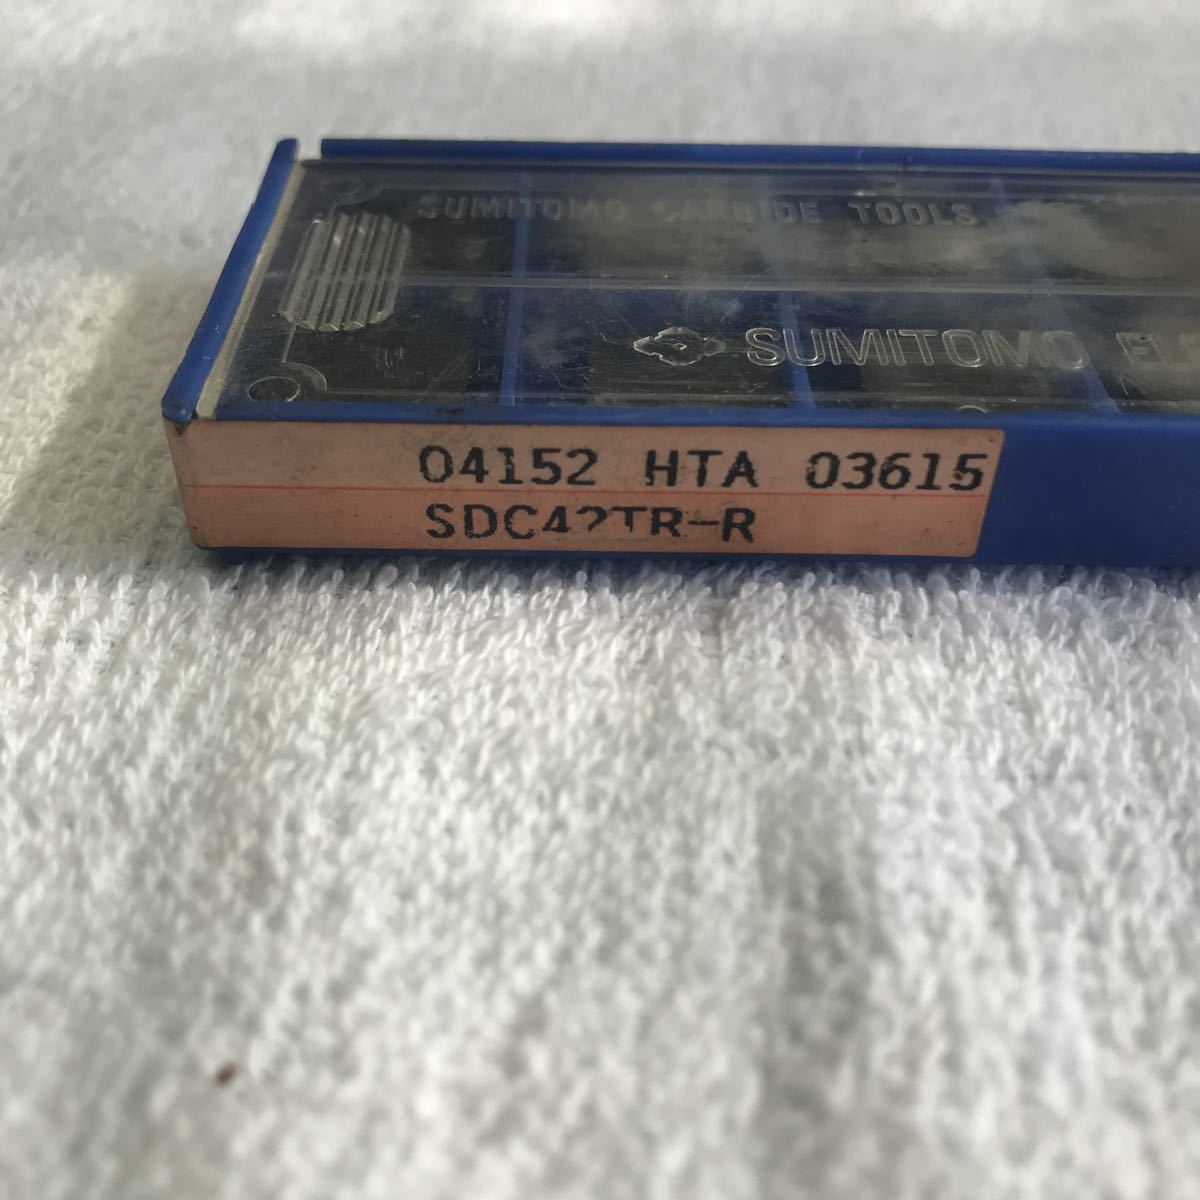 SUMITOMO CARBIDE TOOLS
SUMITOMO
04152 HTA 03615
SDC42TR-R